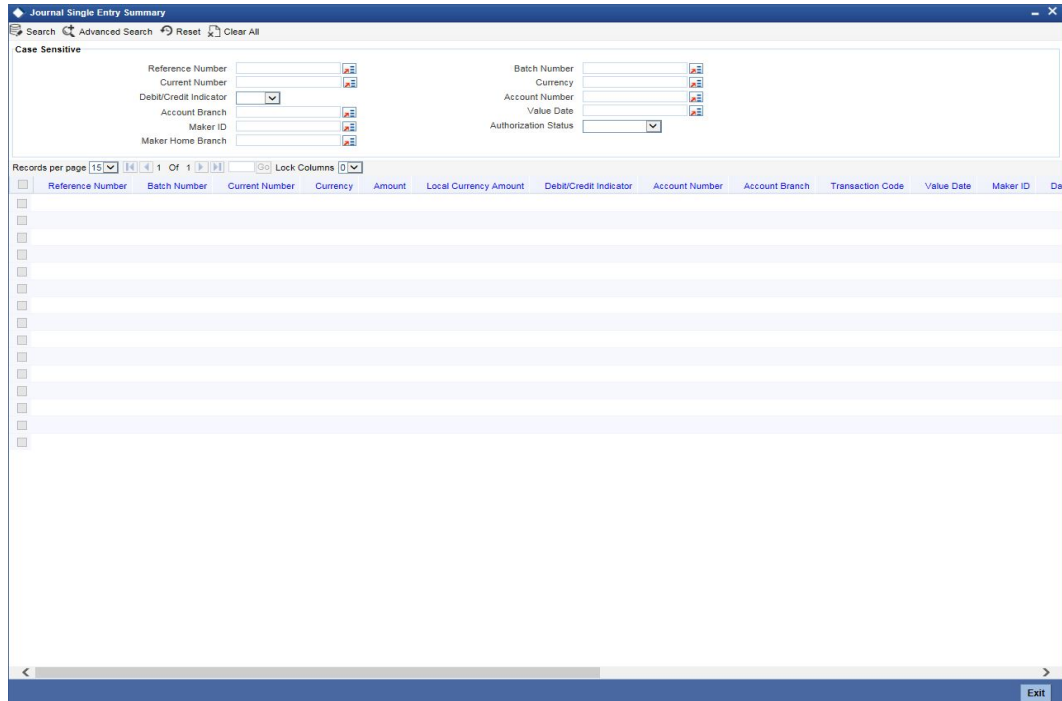 Journal Single Entry Summary
Search Advanced Search Reset Clear All
Case Sensitive
Reference Number Batch Number
Current Number Currency
Debit/Credit Indicator Account Number
Account Branch Value Date
Maker ID Authorization Status
Maker Home Branch
Records per page 15 1 Of 1 Go Lock Columns 0
Reference Number Batch Number Current Number Currency Amount Local Currency Amount Debit/Credit Indicator Account Number Account Branch Transaction Code Value Date Maker ID Da
Exit